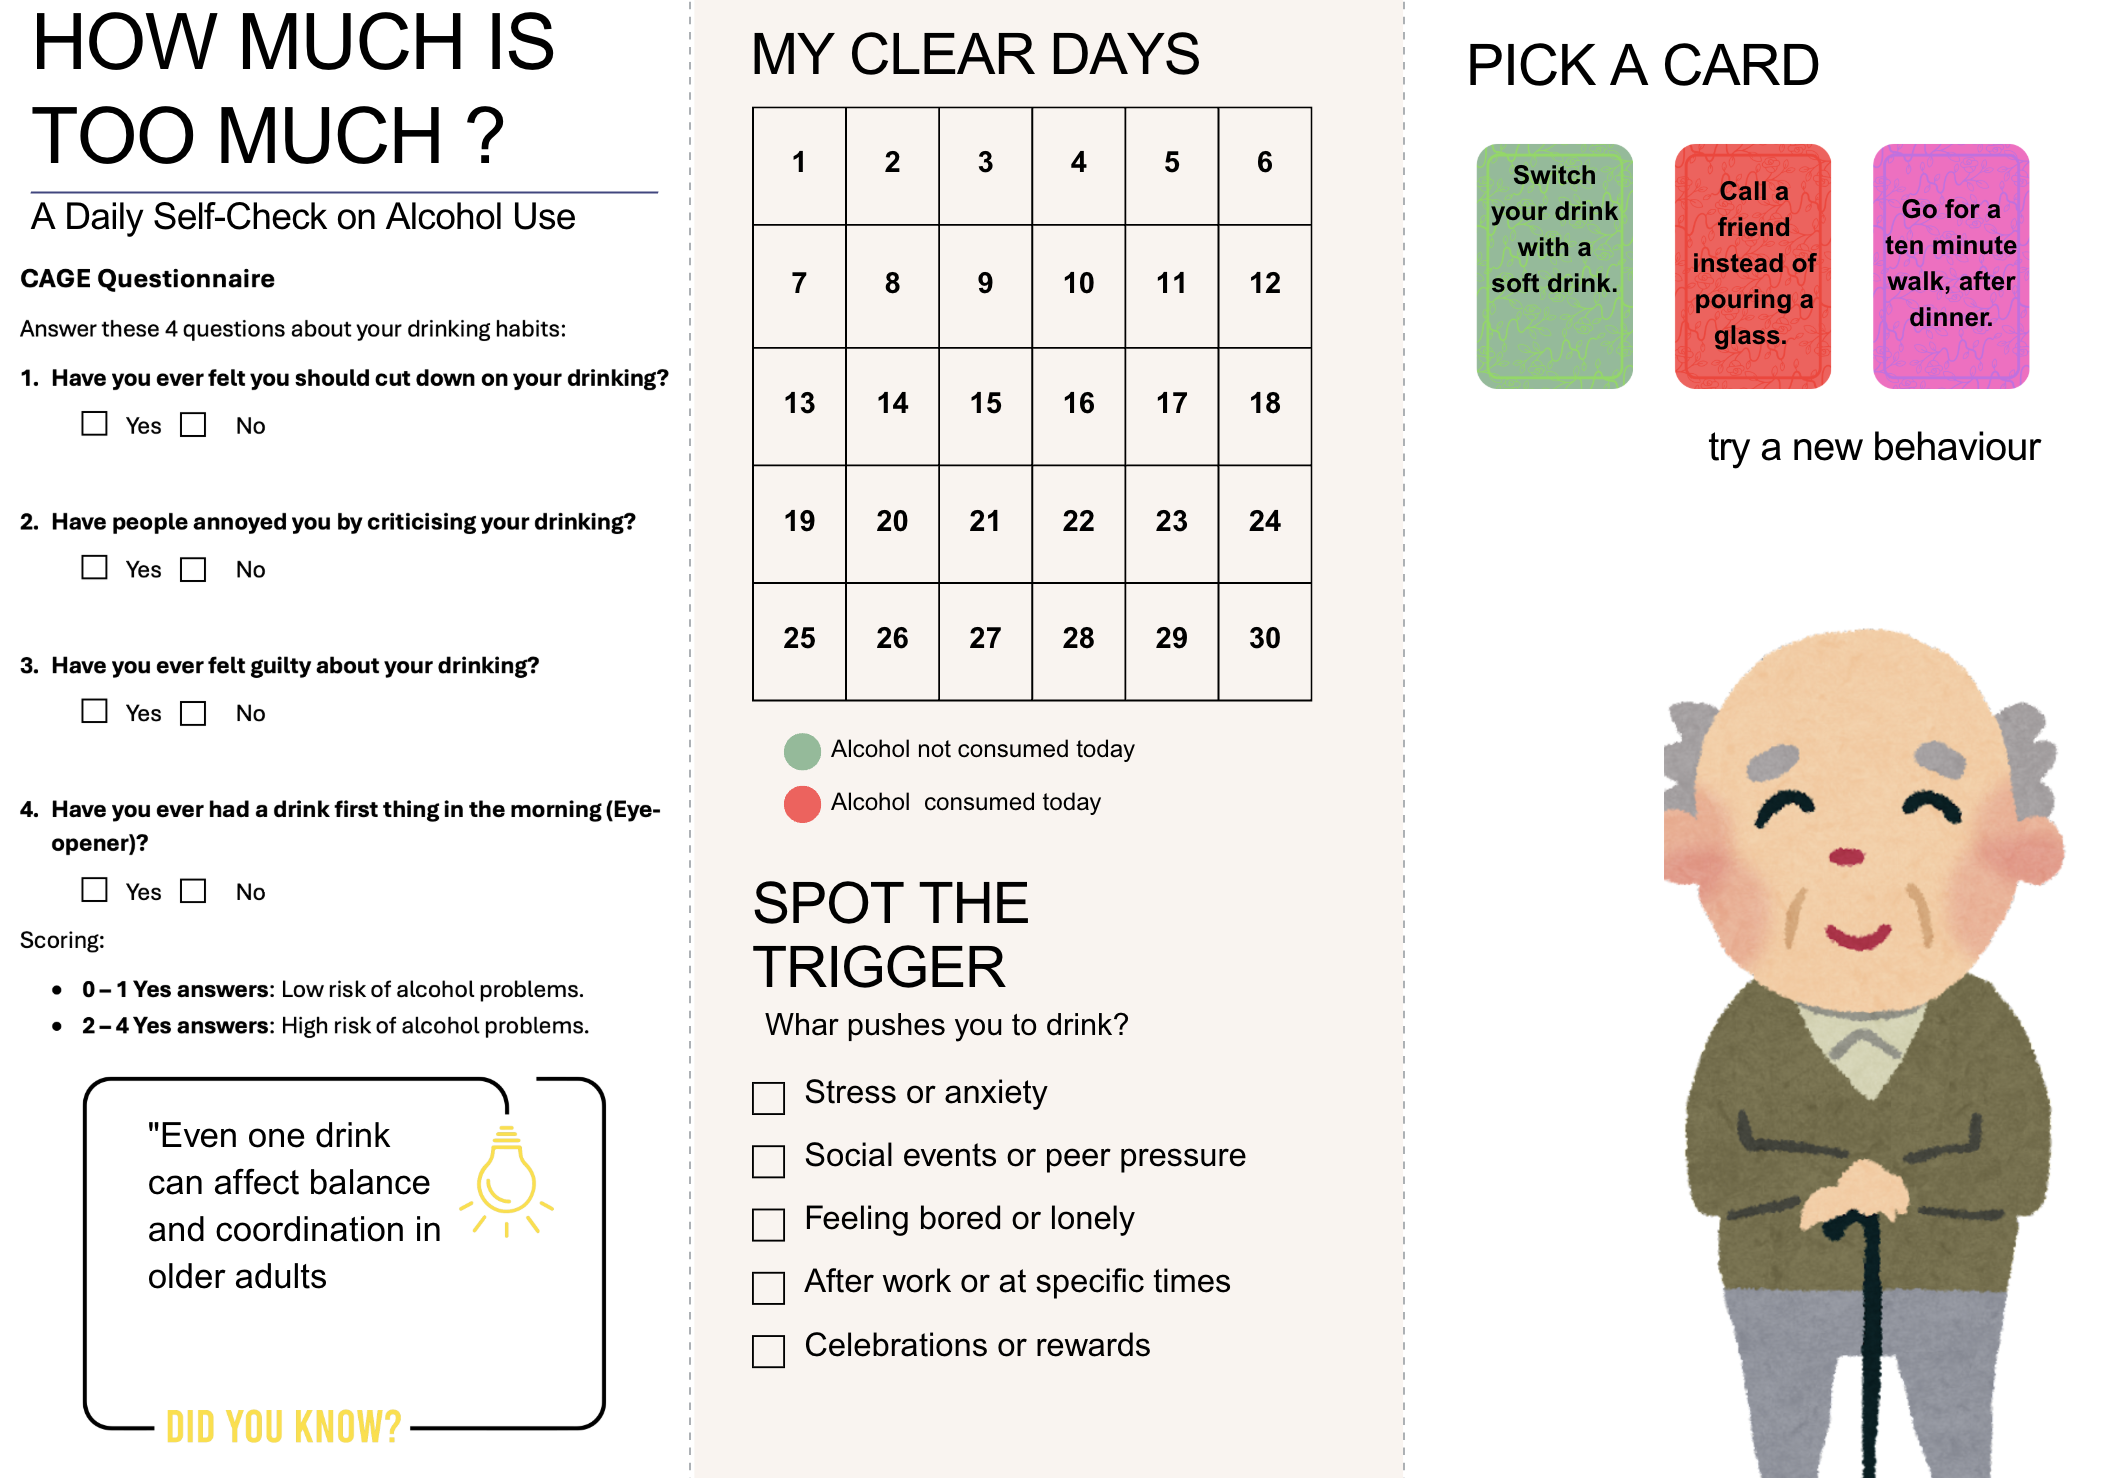 HOW MUCH IS
TOO MUCH ?
A Daily Self-Check on Alcohol Use
CAGE Questionnaire
Answer these 4 questions about your drinking habits:
1. Have you ever felt you should cut down on your drinking?
Yes No
2. Have people annoyed you by criticising your drinking?
Yes No
3. Have you ever felt guilty about your drinking?
Yes No
4. Have you ever had a drink first thing in the morning (Eye-
opener)?
Yes No
Scoring:
• 0 – 1 Yes answers: Low risk of alcohol problems.
• 2 – 4 Yes answers: High risk of alcohol problems.
"Even one drink
can affect balance
and coordination in
older adults
DID YOU KNOW?
MY CLEAR DAYS
1 2 3 4 5 6
7 8 9 10 11 12
13 14 15 16 17 18
19 20 21 22 23 24
25 26 27 28 29 30
Alcohol not consumed today
Alcohol consumed today
SPOT THE
TRIGGER
Whar pushes you to drink?
Stress or anxiety
Social events or peer pressure
Feeling bored or lonely
After work or at specific times
Celebrations or rewards
PICK A CARD
Switch
your drink
with a
soft drink.
Call a
friend
instead of
pouring a
glass.
Go for a
ten minute
walk, after
dinner.
try a new behaviour